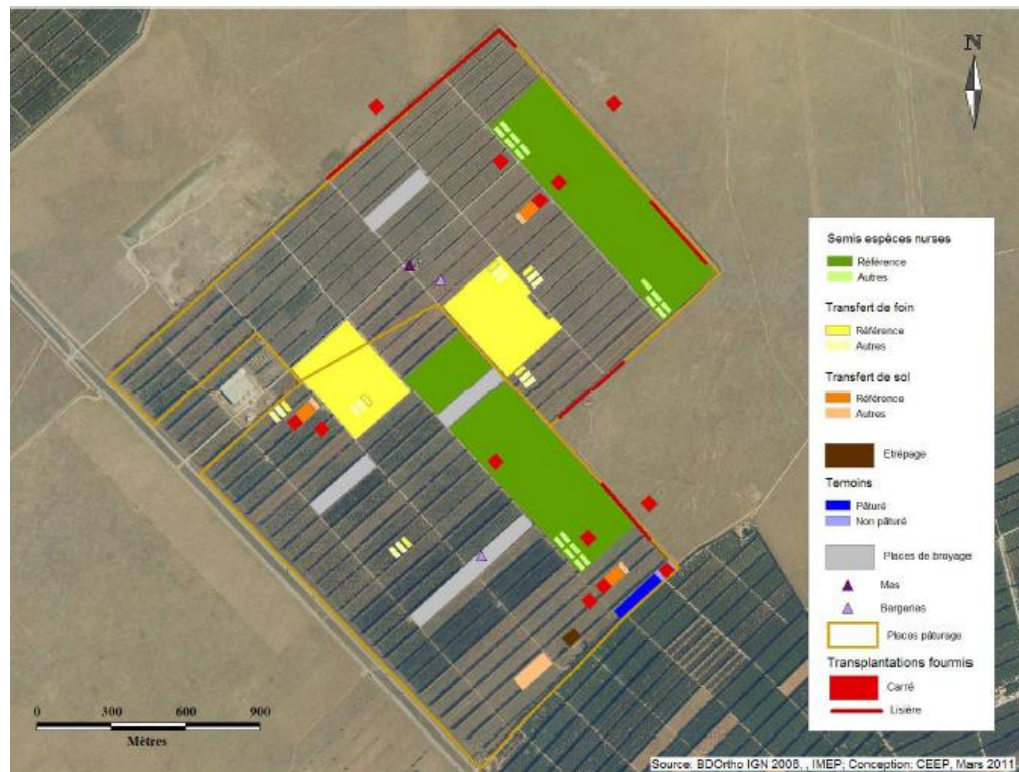 N
Semis espèces nurses
Référence
Autres
Transfert de foin
Référence
Autres
Transfert de sol
Référence
Autres
Etrépage
Temoins
Pâturé
Non pâturé
Places de broyage
Mas
Bergeries
Places pâturage
Transplantations fourmis
Carré
Lisière
0 300 600 900
Mètres
Source: BDOrtho IGN 2008, , IMEP; Conception: CEEP, Mars 2011